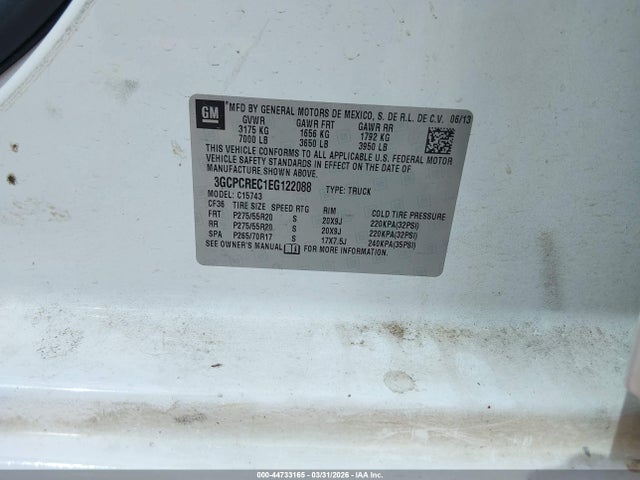 GM
MFD BY GENERAL MOTORS DE MEXICO, S. DE R.L. DE C.V. 06/13
GVWR GAWR FRT GAWR RR
3175 KG 1656 KG 1792 KG
7000 LB 3650 LB 3950 LB
THIS VEHICLE CONFORMS TO ALL APPLICABLE U.S. FEDERAL MOTOR
VEHICLE SAFETY STANDARDS IN EFFECT ON THE DATE OF
MANUFACTURE SHOWN ABOVE.
3GCPCREC1EG122088 TYPE: TRUCK
MODEL: C15743
CF36 TIRE SIZE SPEED RTG RIM COLD TIRE PRESSURE
FRT P275/55R20 S 20X9J 220KPA(32PSI)
RR P275/55R20 S 20X9J 220KPA(32PSI)
SPA P265/70R17 S 17X7.5J 240KPA(35PSI)
SEE OWNER'S MANUAL FOR MORE INFORMATION.
000-44733165 - 03/31/2026 - IAAI.com